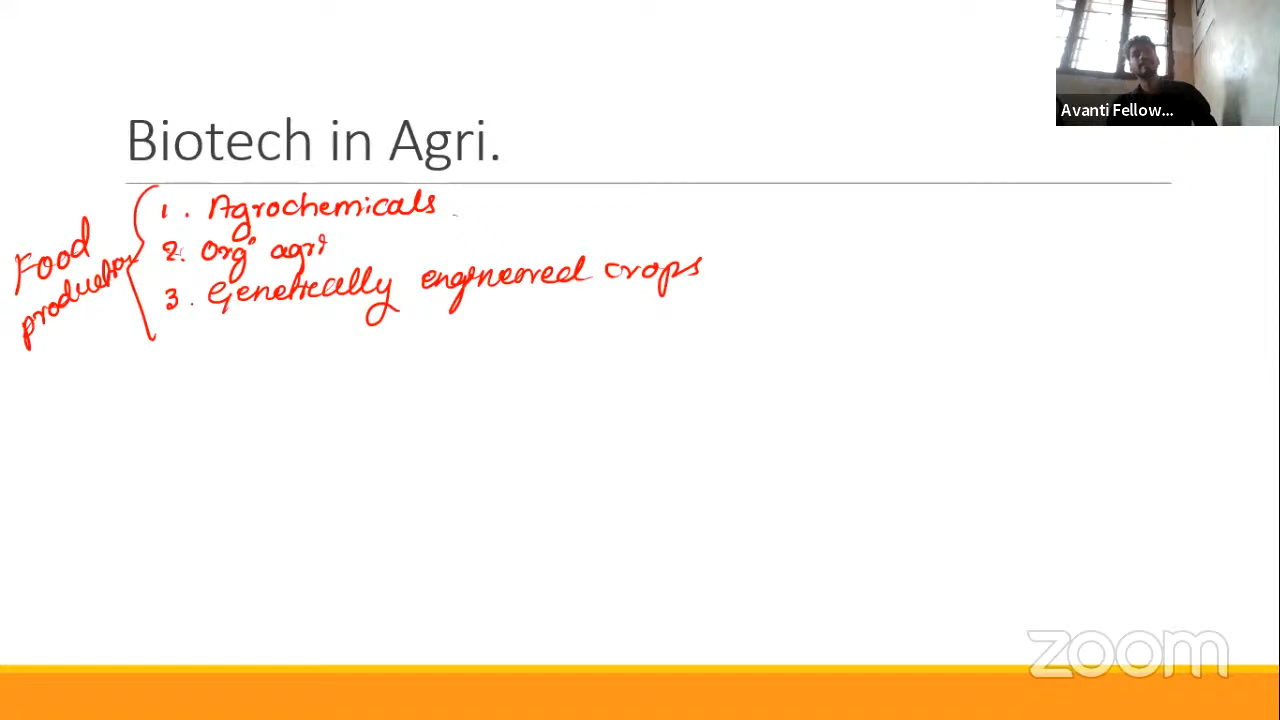 Avanti Fellow...
Biotech in Agri.
Food production
1. Agrochemicals
2. Org agri
3. Genetically engineered crops
zoom